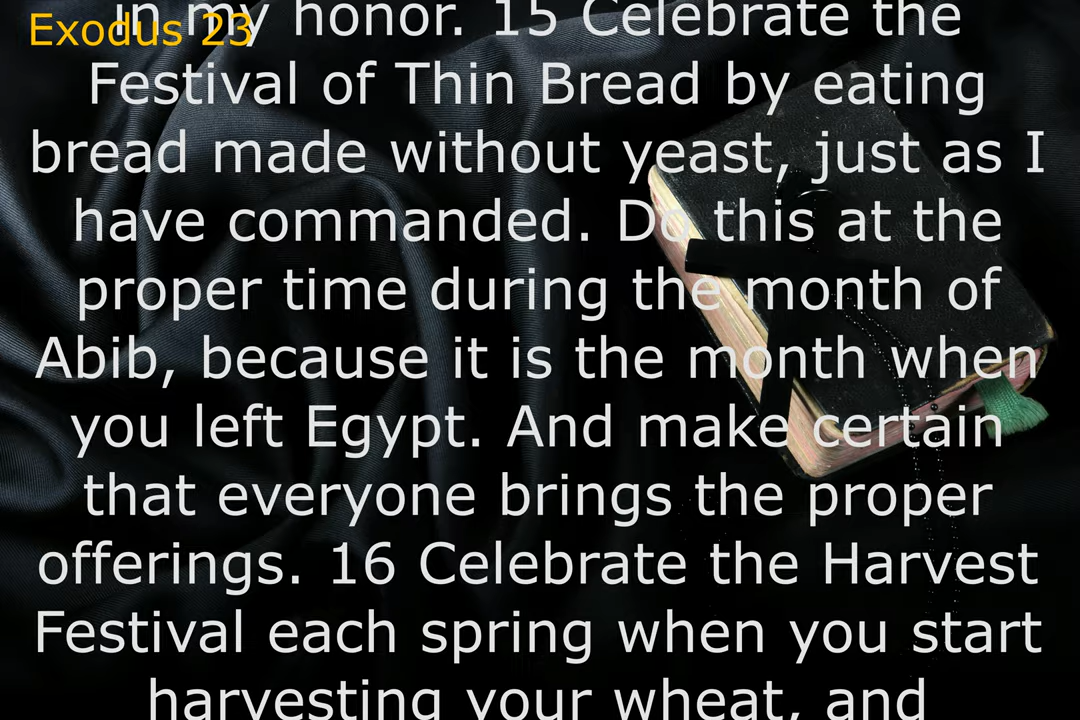 Exodus 23
in my honor. 15 Celebrate the
Festival of Thin Bread by eating
bread made without yeast, just as I
have commanded. Do this at the
proper time during the month of
Abib, because it is the month when
you left Egypt. And make certain
that everyone brings the proper
offerings. 16 Celebrate the Harvest
Festival each spring when you start
harvesting your wheat, and